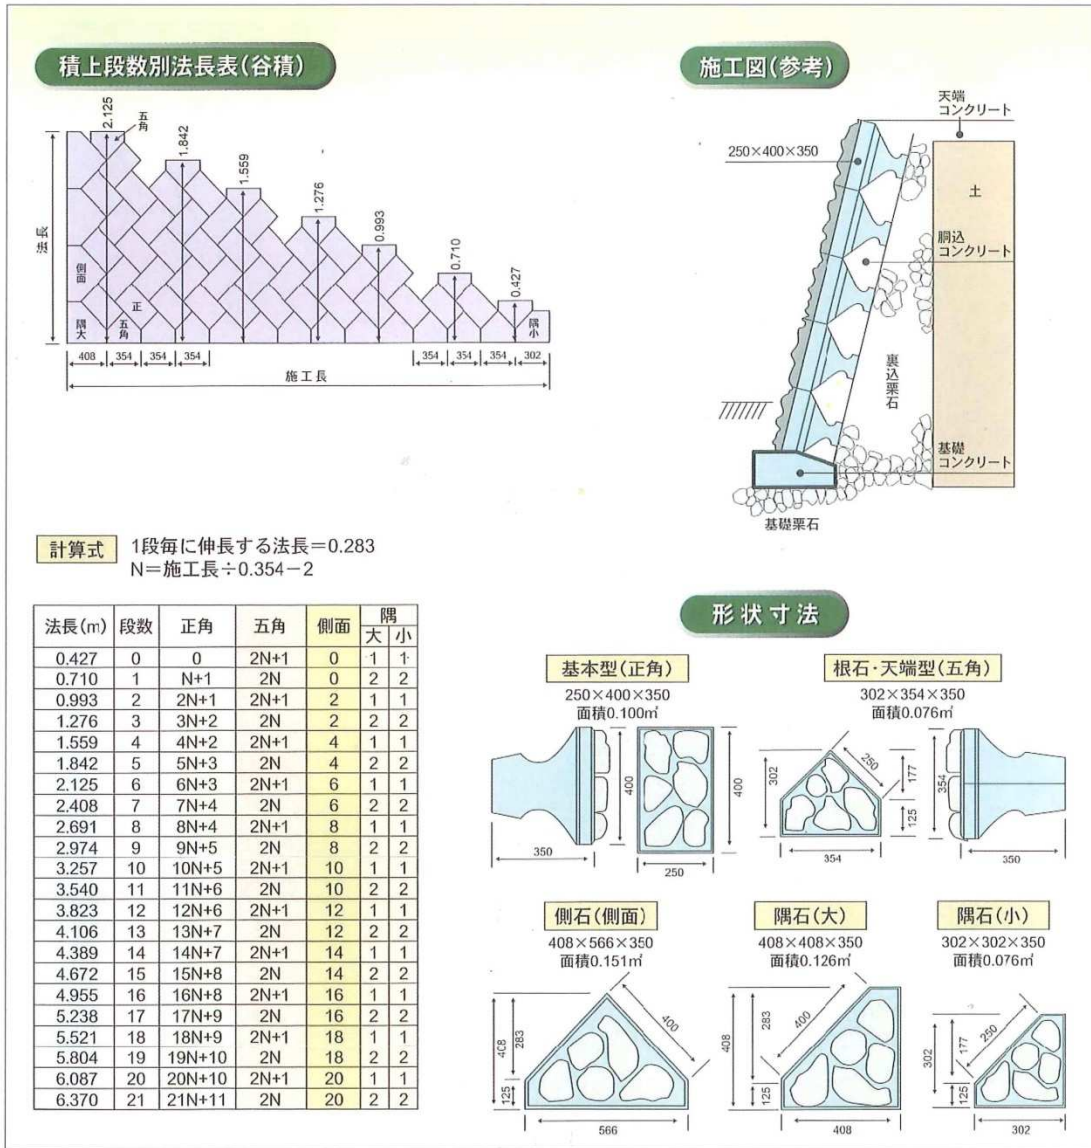 積上段数別法長表(谷積)
2.125
五角
1.842
1.559
1.276
0.993
0.710
0.427
法長
側面
正
隅大
五角
隅小
408 354 354 354 354 354 354 302
施工長
施工図(参考)
天端
コンクリート
250×400×350
土
胴込
コンクリート
裏込栗石
基礎
コンクリート
基礎栗石
計算式 1段毎に伸長する法長=0.283
N=施工長÷0.354-2
法長(m) 段数 正角 五角 側面 隅
大 小
0.427 0 0 2N+1 0 1 1
0.710 1 N+1 2N 0 2 2
0.993 2 2N+1 2N+1 2 1 1
1.276 3 3N+2 2N 2 2 2
1.559 4 4N+2 2N+1 4 1 1
1.842 5 5N+3 2N 4 2 2
2.125 6 6N+3 2N+1 6 1 1
2.408 7 7N+4 2N 6 2 2
2.691 8 8N+4 2N+1 8 1 1
2.974 9 9N+5 2N 8 2 2
3.257 10 10N+5 2N+1 10 1 1
3.540 11 11N+6 2N 10 2 2
3.823 12 12N+6 2N+1 12 1 1
4.106 13 13N+7 2N 12 2 2
4.389 14 14N+7 2N+1 14 1 1
4.672 15 15N+8 2N 14 2 2
4.955 16 16N+8 2N+1 16 1 1
5.238 17 17N+9 2N 16 2 2
5.521 18 18N+9 2N+1 18 1 1
5.804 19 19N+10 2N 18 2 2
6.087 20 20N+10 2N+1 20 1 1
6.370 21 21N+11 2N 20 2 2
形状寸法
基本型(正角)
250×400×350
面積0.100㎡
400
400
350
250
根石・天端型(五角)
302×354×350
面積0.076㎡
302
250
177
125
354
354
350
側石(側面)
408×566×350
面積0.151㎡
408
283
125
400
566
隅石(大)
408×408×350
面積0.126㎡
408
283
125
400
408
隅石(小)
302×302×350
面積0.076㎡
302
177
125
250
302